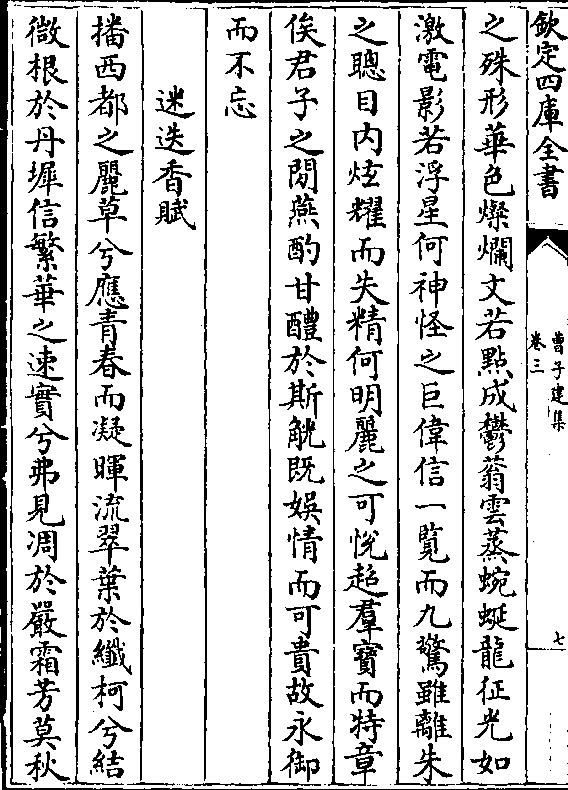 欽定四庫全書
曹子建集
卷三
七
之殊形華色燦爛文若點成鬱蓊雲蒸蜿蜒龍征光如
激電影若浮星何神怪之巨偉信一覧而九驚雖離朱
之聰目内炫耀而失精何明麗之可悅超羣寳而特章
俟君子之閒燕酌甘醴於斯觥既娯情而可貴故永御
而不忘
迷迭香賦
播西都之麗草兮應青春而凝暉流翠葉於纖柯兮結
微根於丹墀信繁華之速實兮弗見凋於嚴霜芳莫秋